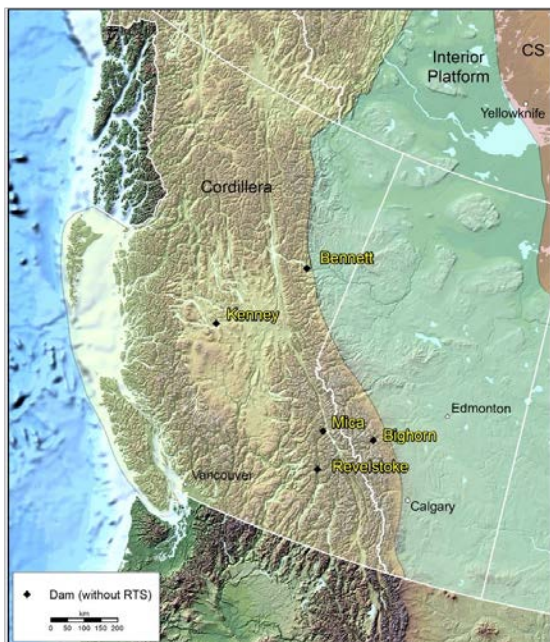 CS
Interior
Platform
Yellowknife
Cordillera
Bennett
Kenney
Mica
Edmonton
Bighorn
Revelstoke
Vancouver
Calgary
Dam (without RTS)
km
0 50 100 150 200